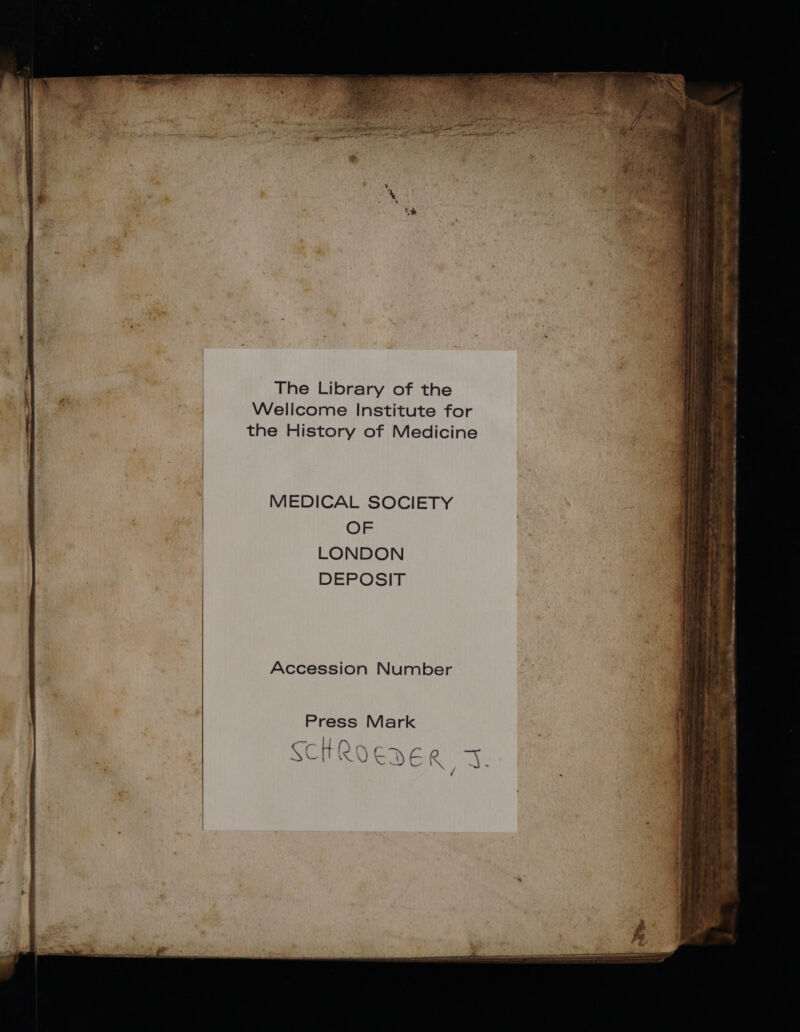 The Library of the
Wellcome Institute for
the History of Medicine
MEDICAL SOCIETY
OF
LONDON
DEPOSIT
Accession Number
Press Mark
SCHROEDER, J.